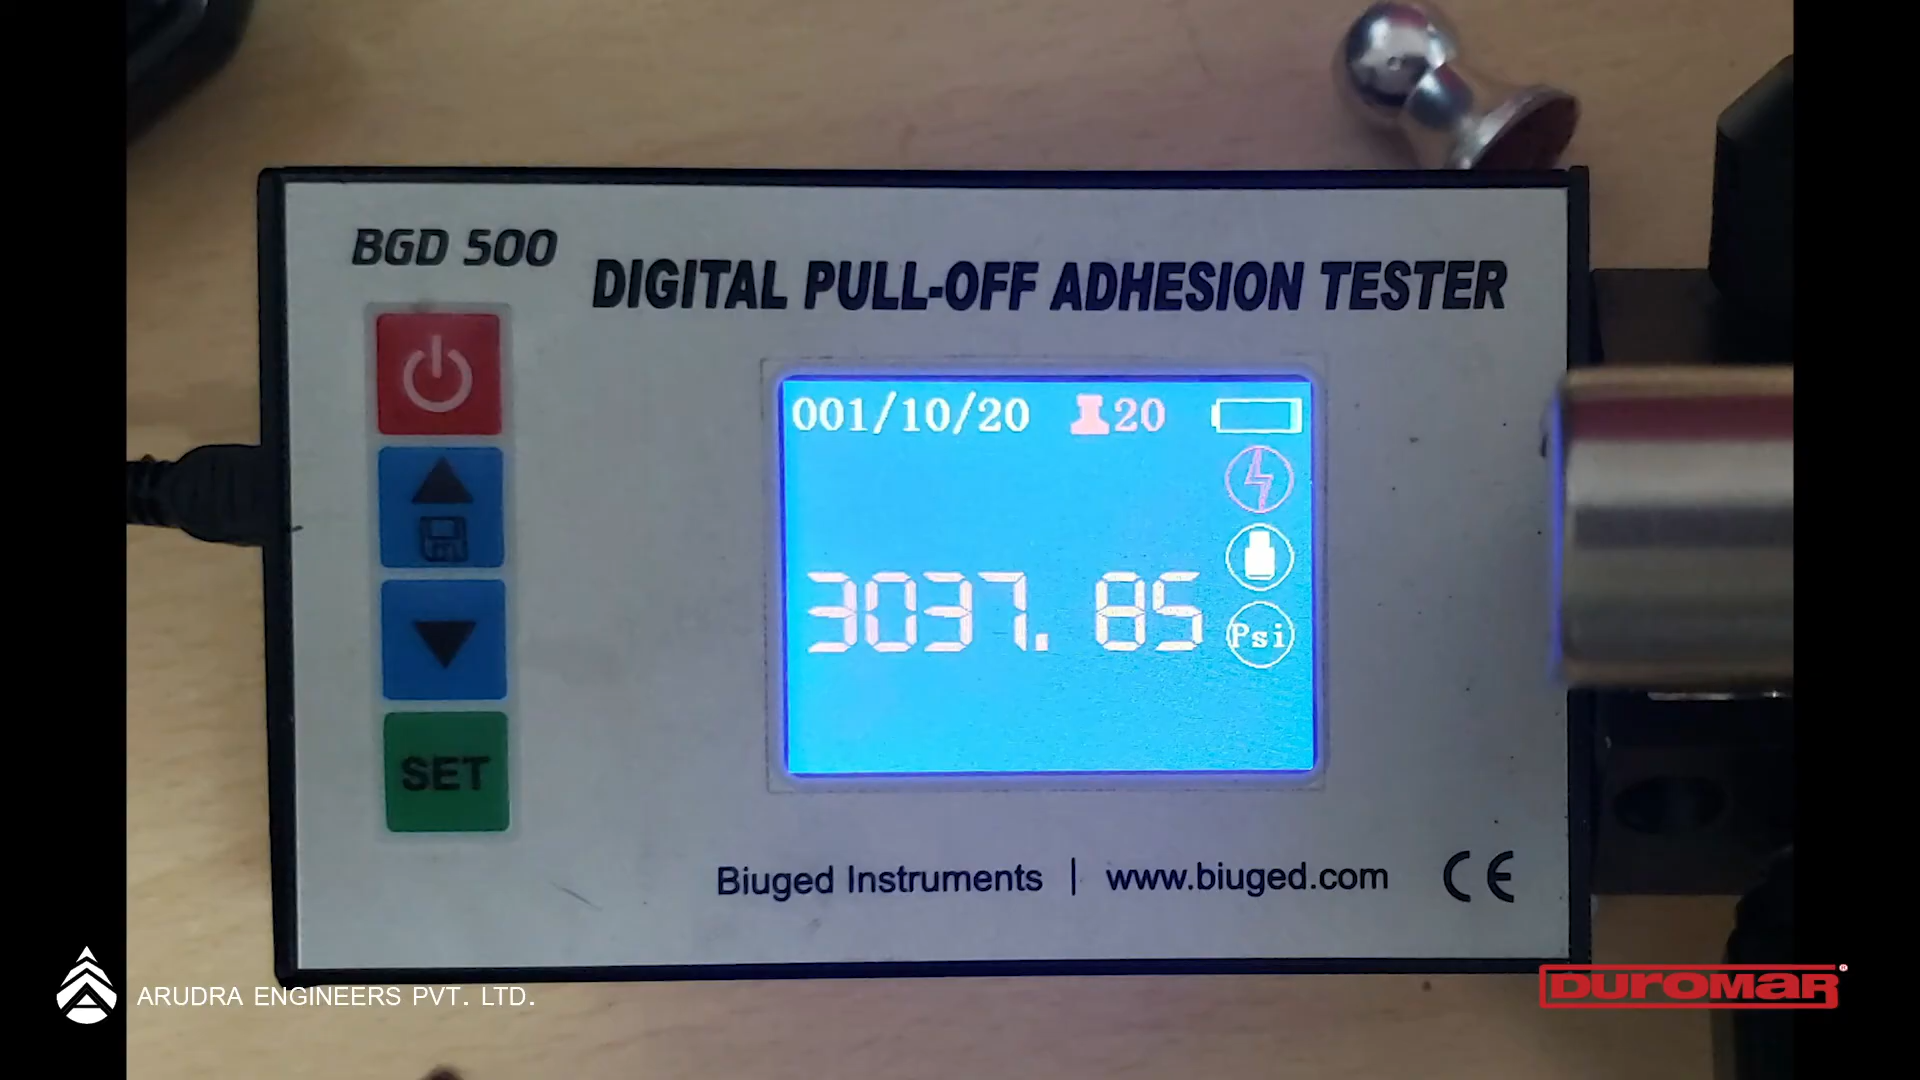 BGD 500
DIGITAL PULL-OFF ADHESION TESTER
001/10/20 20
3037.85 Psi
SET
Biuged Instruments | www.biuged.com CE
ARUDRA ENGINEERS PVT. LTD.
DUROMAR®